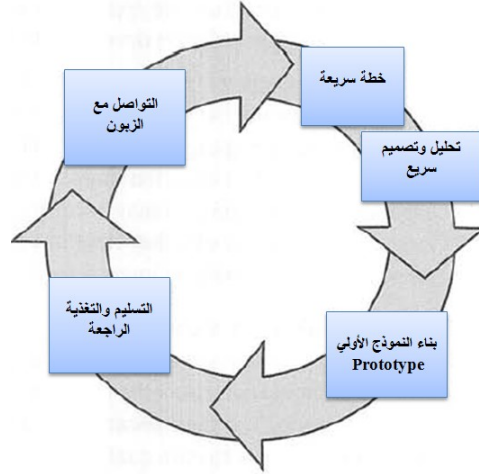 خطة سريعة
تحليل وتصميم
سريع
بناء النموذج الأولي
Prototype
التسليم والتغذية
الراجعة
التواصل مع
الزبون